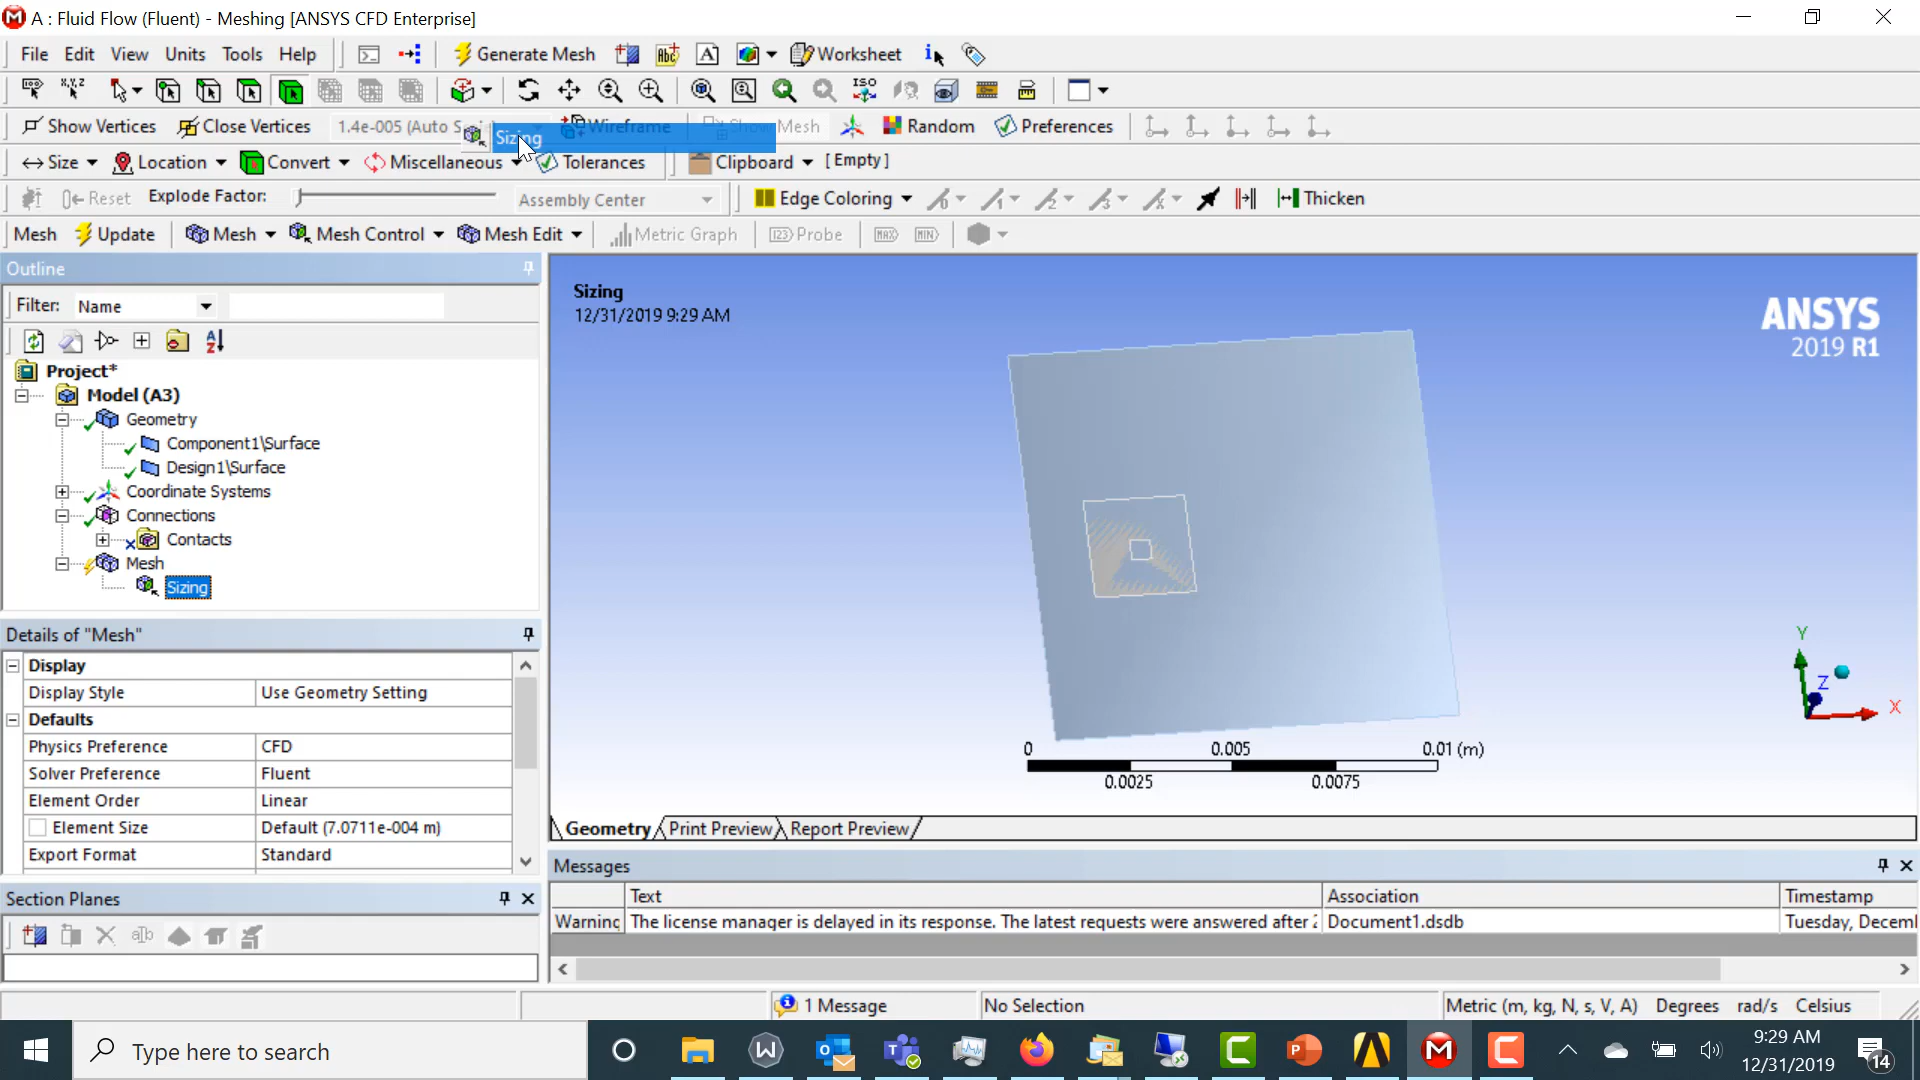 A : Fluid Flow (Fluent) - Meshing [ANSYS CFD Enterprise]
File Edit View Units Tools Help Generate Mesh Worksheet
Show Vertices Close Vertices 1.4e-005 (Auto Wireframe Mesh Random Preferences
Sizing
Size Location Convert Miscellaneous Tolerances Clipboard [ Empty ]
Reset Explode Factor: Assembly Center Edge Coloring Thicken
Mesh Update Mesh Mesh Control Mesh Edit Metric Graph Probe MAX MIN
Outline
Filter: Name
Project*
Model (A3)
Geometry
Component1\Surface
Design1\Surface
Coordinate Systems
Connections
Contacts
Mesh
Sizing
Details of "Mesh"
Display
Display Style Use Geometry Setting
Defaults
Physics Preference CFD
Solver Preference Fluent
Element Order Linear
Element Size Default (7.0711e-004 m)
Export Format Standard
Section Planes
Sizing
12/31/2019 9:29 AM
ANSYS
2019 R1
Y
Z
X
0 0.005 0.01 (m)
0.0025 0.0075
Geometry Print Preview Report Preview
Messages
Text Association Timestamp
Warning The license manager is delayed in its response. The latest requests were answered after Document1.dsdb Tuesday, Decem
1 Message No Selection Metric (m, kg, N, s, V, A) Degrees rad/s Celsius
Type here to search
9:29 AM
12/31/2019
14